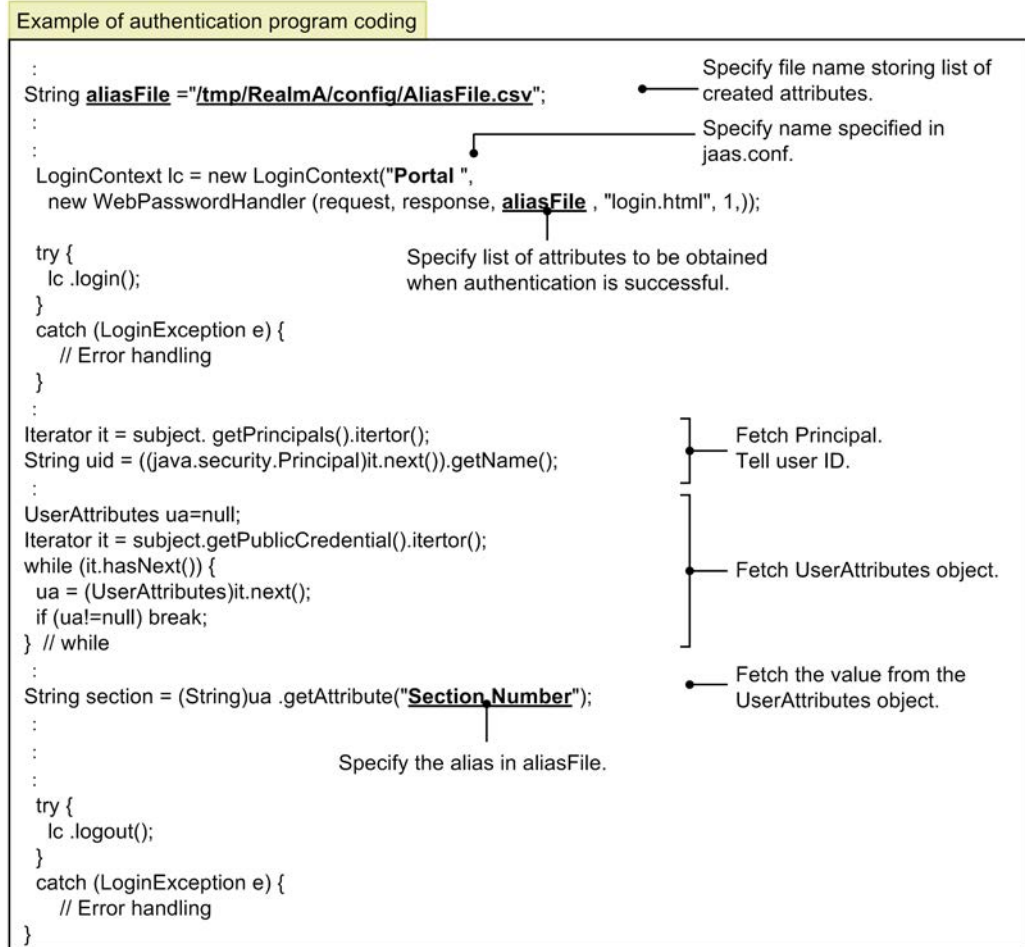 Example of authentication program coding
:
String aliasFile ="/tmp/RealmA/config/AliasFile.csv";
Specify file name storing list of
created attributes.
:
:
Specify name specified in
jaas.conf.
LoginContext lc = new LoginContext("Portal ",
new WebPasswordHandler (request, response, aliasFile , "login.html", 1,));
Specify list of attributes to be obtained
when authentication is successful.
try {
lc .login();
}
catch (LoginException e) {
// Error handling
}
:
Iterator it = subject. getPrincipals().itertor();
String uid = ((java.security.Principal)it.next()).getName();
Fetch Principal.
Tell user ID.
:
UserAttributes ua=null;
Iterator it = subject.getPublicCredential().itertor();
while (it.hasNext()) {
ua = (UserAttributes)it.next();
if (ua!=null) break;
} // while
Fetch UserAttributes object.
:
String section = (String)ua .getAttribute("Section Number");
Fetch the value from the
UserAttributes object.
:
:
Specify the alias in aliasFile.
:
try {
lc .logout();
}
catch (LoginException e) {
// Error handling
}